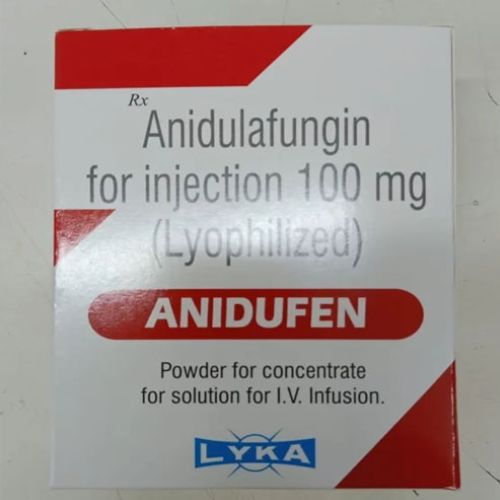 Rx
Anidulafungin
for injection 100 mg
(Lyophilized)
ANIDUFEN
Powder for concentrate
for solution for I.V. Infusion.
LYKA